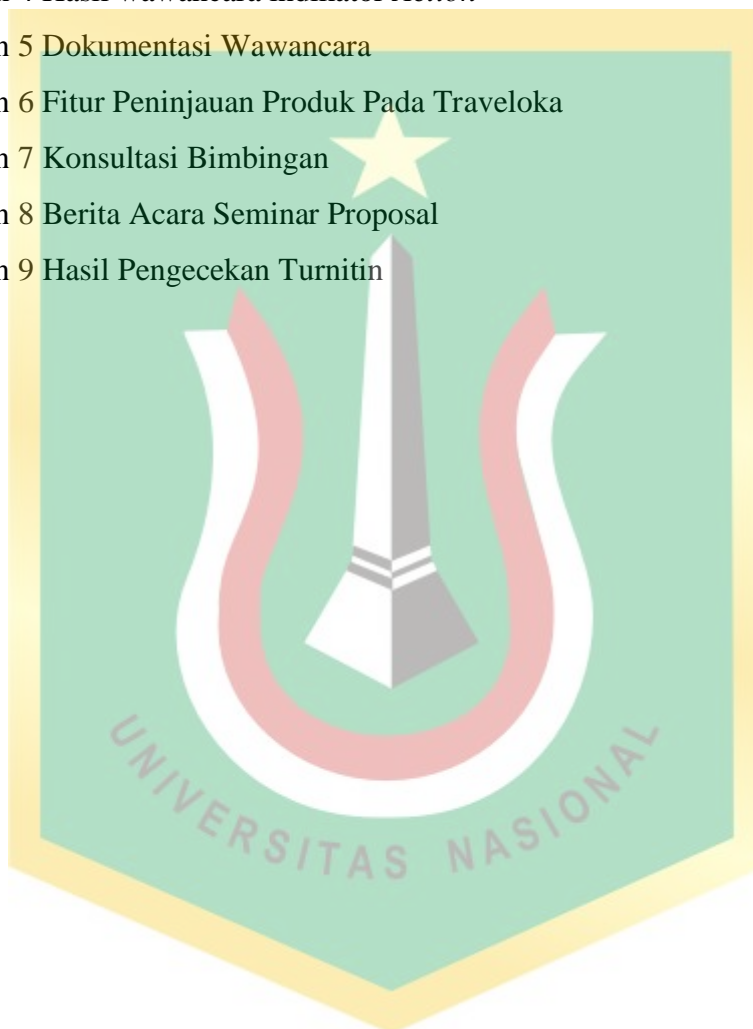 5 Dokumentasi Wawancara
6 Fitur Peninjauan Produk Pada Traveloka
7 Konsultasi Bimbingan
8 Berita Acara Seminar Proposal
9 Hasil Pengecekan Turnitin
UNIVERSITAS NASIONAL